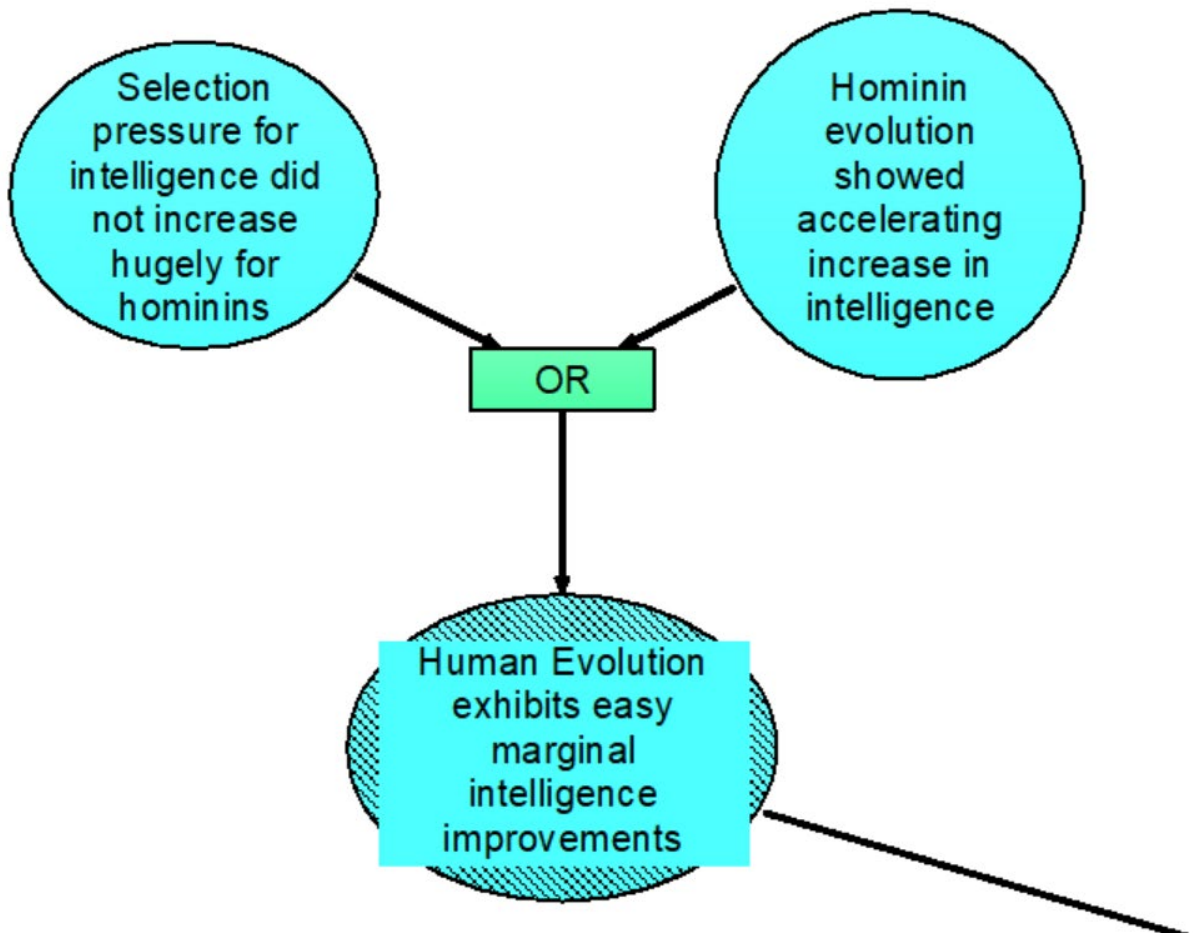 Selection
pressure for
intelligence did
not increase
hugely for
hominins
Hominin
evolution
showed
accelerating
increase in
intelligence
OR
Human Evolution
exhibits easy
marginal
intelligence
improvements